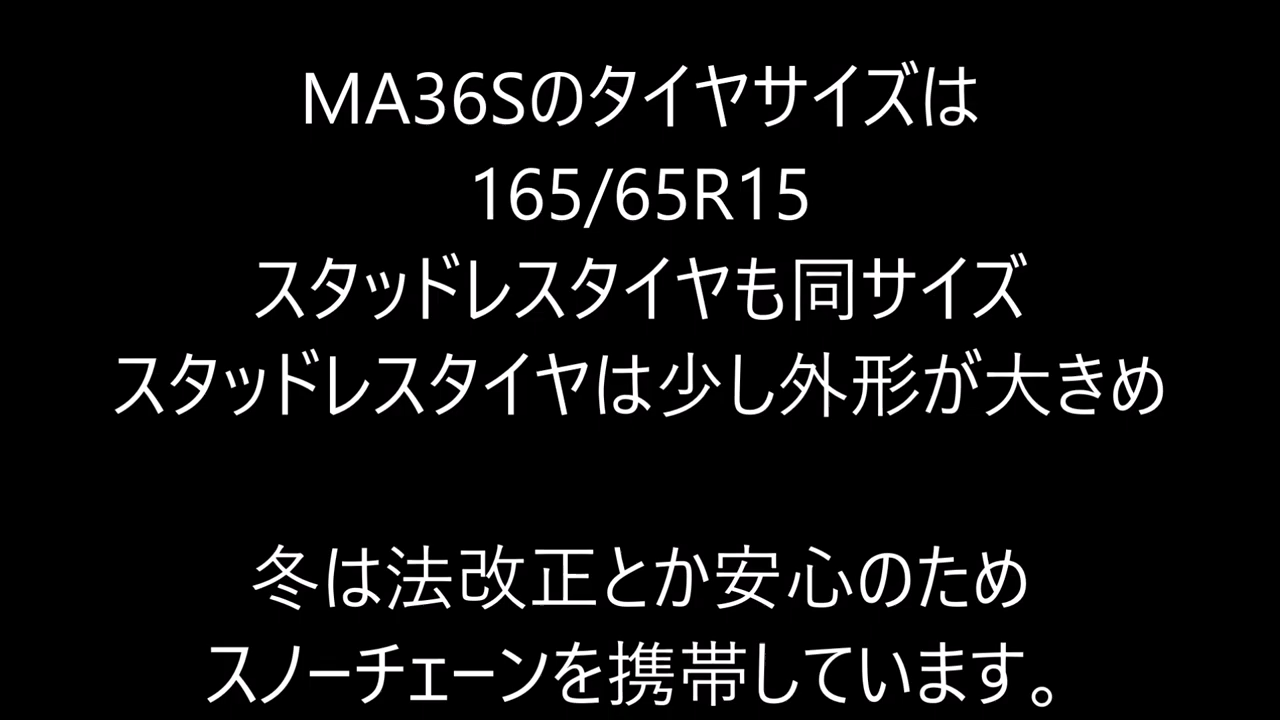 MA36Sのタイヤサイズは
165/65R15
スタッドレスタイヤも同サイズ
スタッドレスタイヤは少し外形が大きめ
冬は法改正とか安心のため
スノーチェーンを携帯しています。